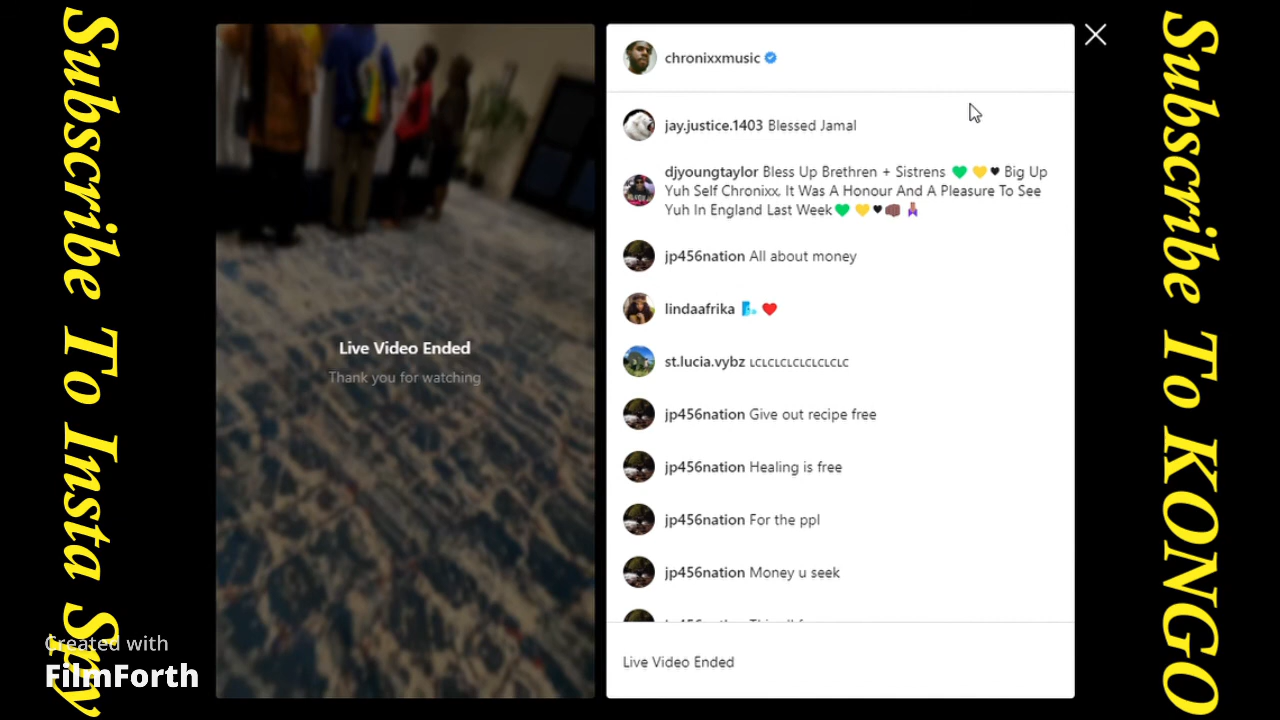 Subscribe To Insta Spy
chronixxmusic
jay.justice.1403 Blessed Jamal
djyoungtaylor Bless Up Brethren + Sistrens 💚 💛 🖤 Big Up
Yuh Self Chronixx. It Was A Honour And A Pleasure To See
Yuh In England Last Week 💚 💛 🖤
jp456nation All about money
lindaafrika
st.lucia.vybz ʟcʟcʟcʟcʟcʟcʟcʟc
jp456nation Give out recipe free
jp456nation Healing is free
jp456nation For the ppl
jp456nation Money u seek
Live Video Ended
Live Video Ended
Thank you for watching
Subscribe To KONGO
Created with
FilmForth